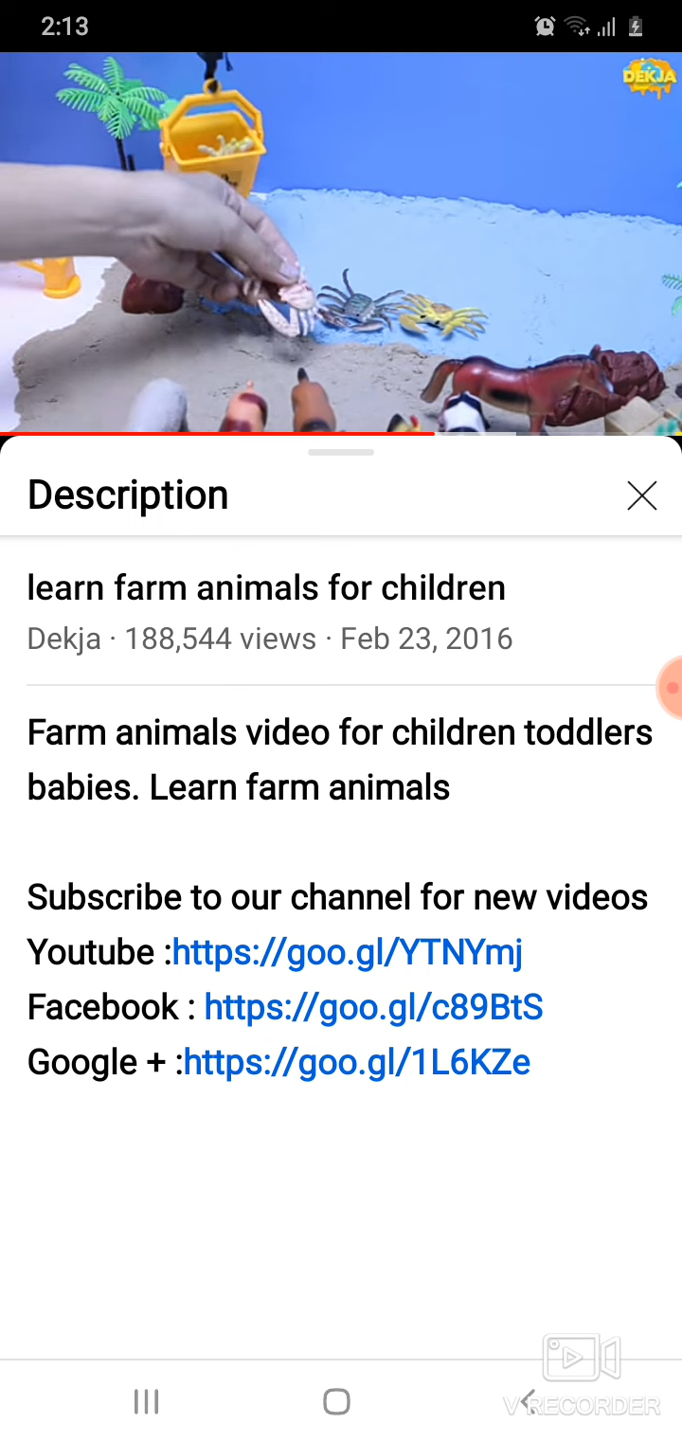 2:13
DEKJA
Description
learn farm animals for children
Dekja · 188,544 views · Feb 23, 2016
Farm animals video for children toddlers
babies. Learn farm animals
Subscribe to our channel for new videos
Youtube :https://goo.gl/YTNYmj
Facebook : https://goo.gl/c89BtS
Google + :https://goo.gl/1L6KZe
V RECORDER